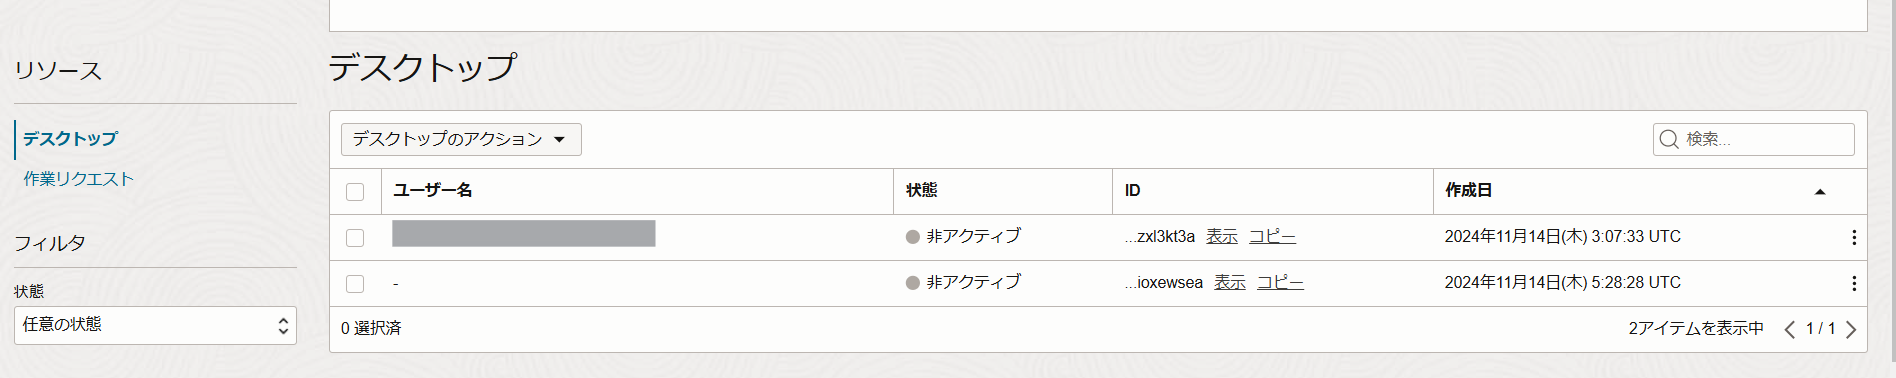 リソース
デスクトップ
作業リクエスト
フィルタ
状態
任意の状態
デスクトップ
デスクトップのアクション
検索...
ユーザー名 状態 ID 作成日
非アクティブ ...zxl3kt3a 表示 コピー 2024年11月14日(木) 3:07:33 UTC
- 非アクティブ ...ioxewsea 表示 コピー 2024年11月14日(木) 5:28:28 UTC
0 選択済 2アイテムを表示中 1 / 1